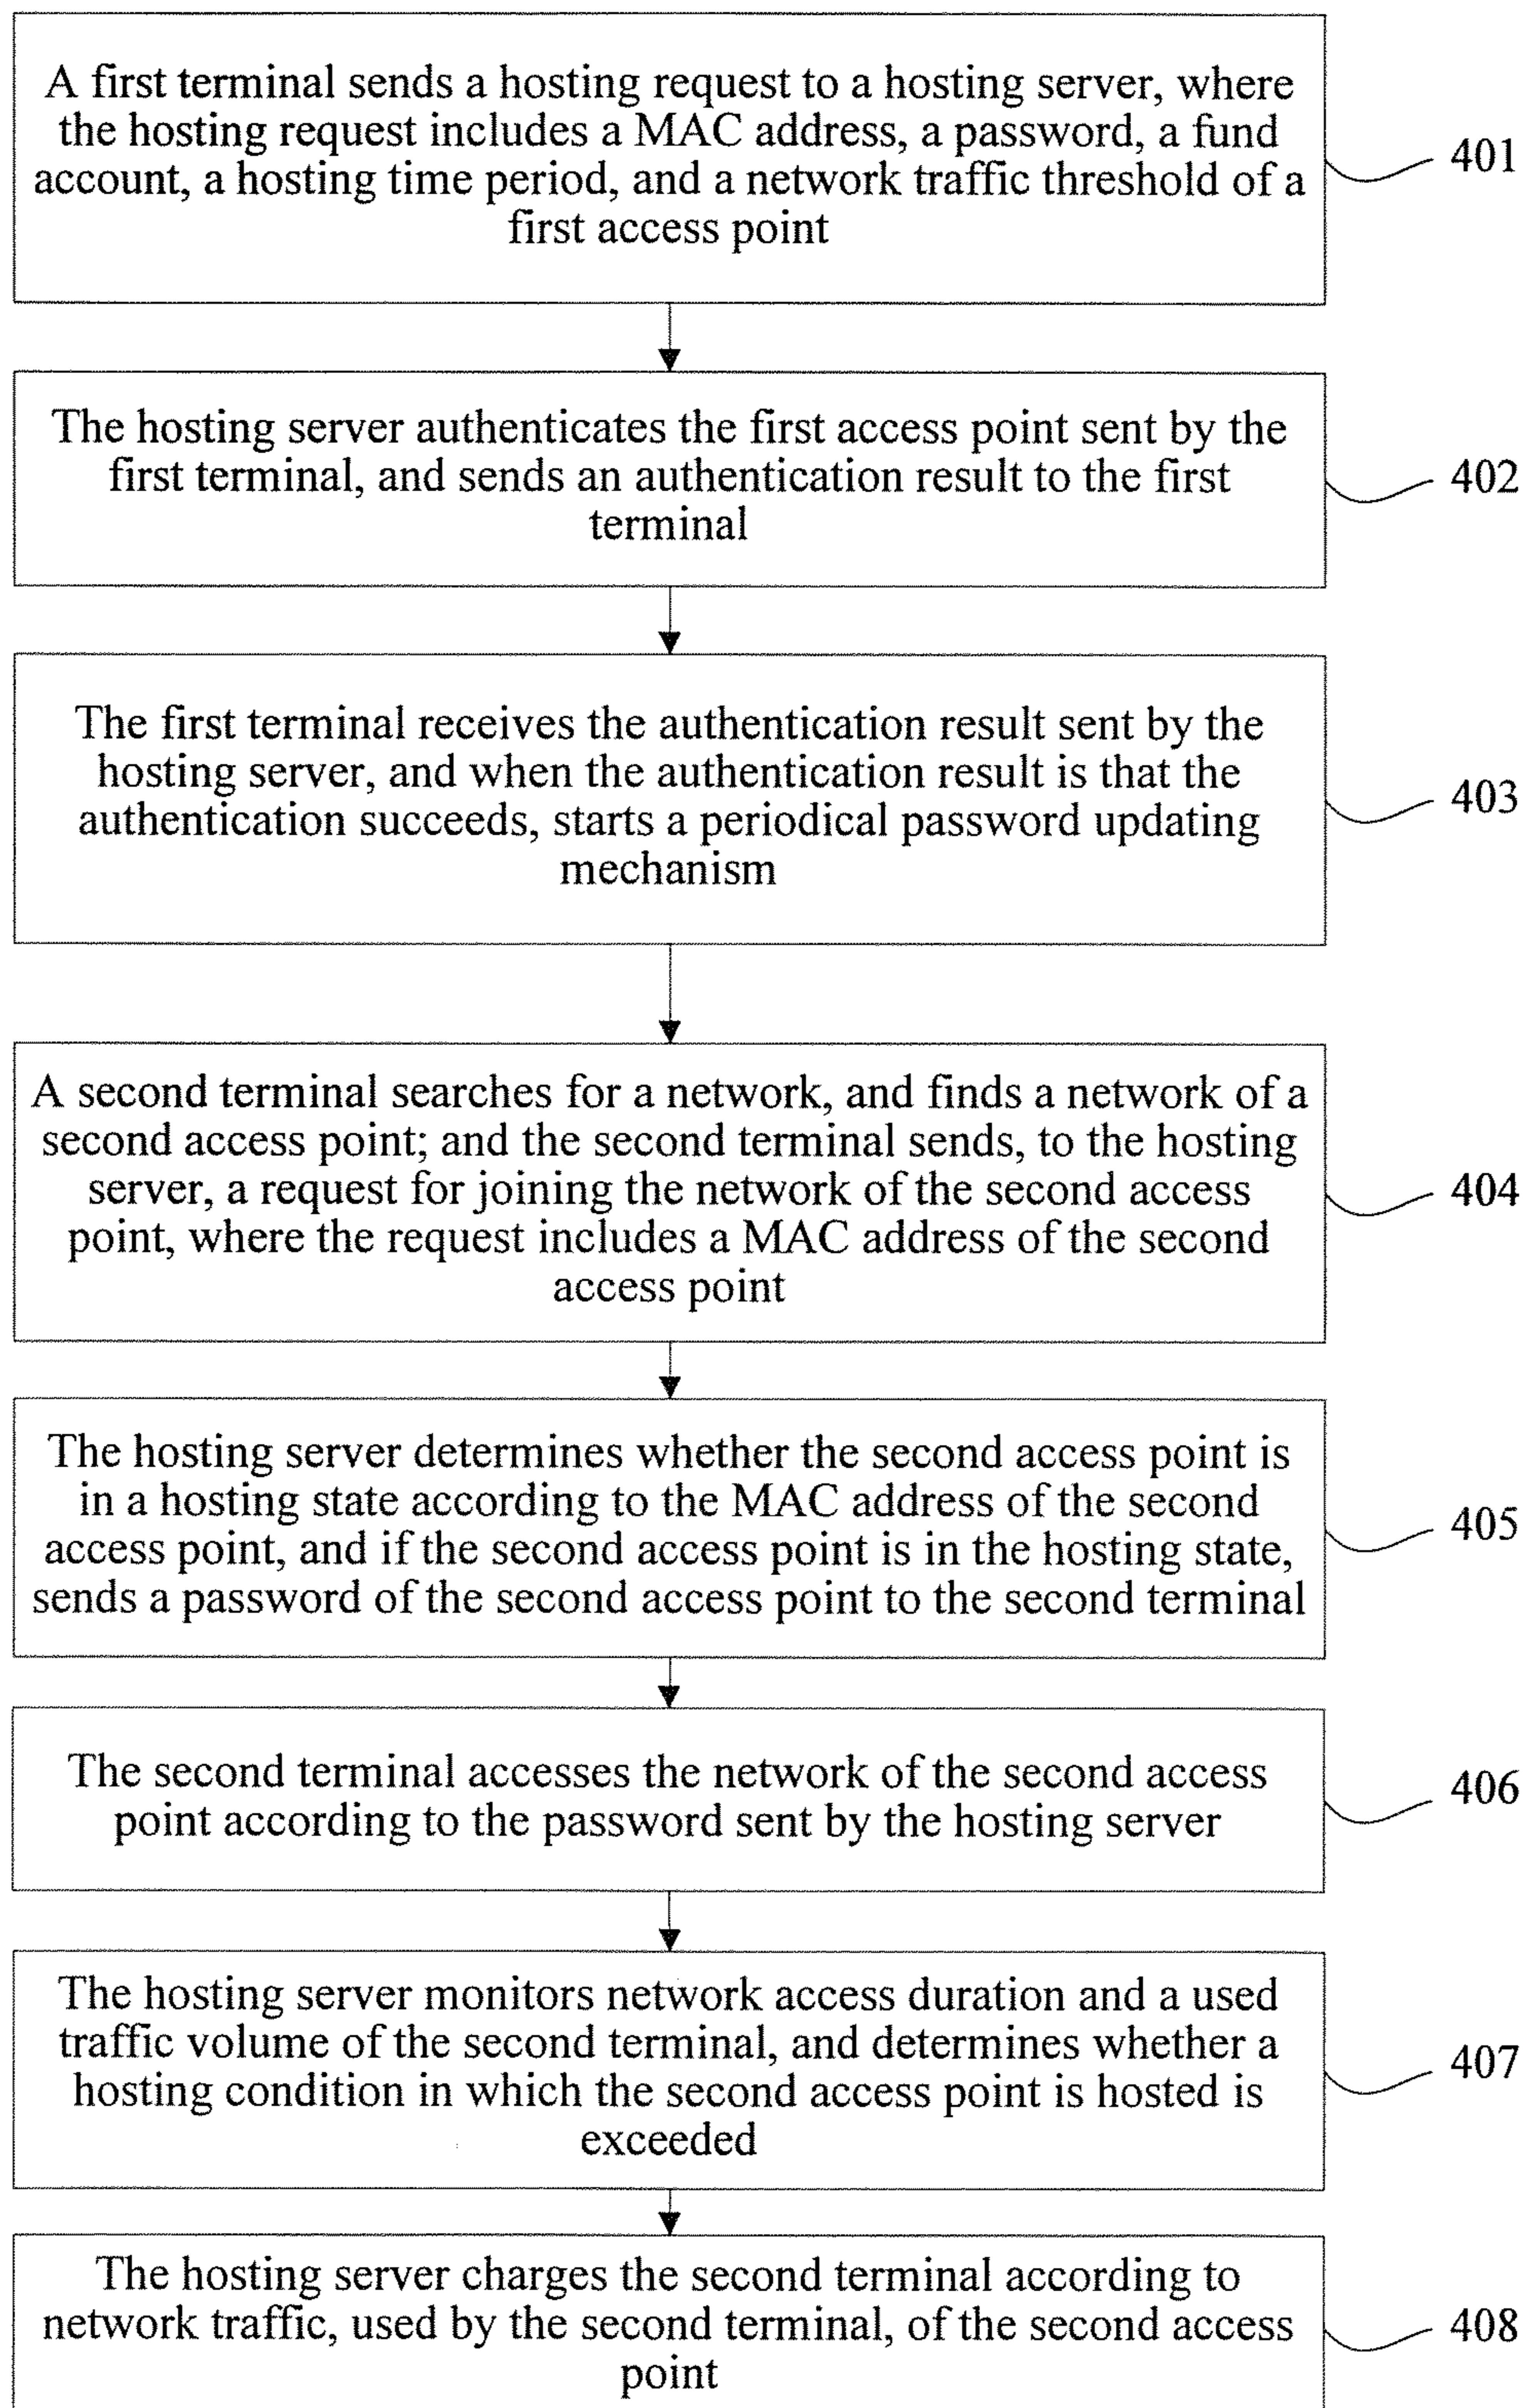 A first terminal sends a hosting request to a hosting server, where
the hosting request includes a MAC address, a password, a fund
account, a hosting time period, and a network traffic threshold of a
first access point
401
The hosting server authenticates the first access point sent by the
first terminal, and sends an authentication result to the first
terminal
402
The first terminal receives the authentication result sent by the
hosting server, and when the authentication result is that the
authentication succeeds, starts a periodical password updating
mechanism
403
A second terminal searches for a network, and finds a network of a
second access point; and the second terminal sends, to the hosting
server, a request for joining the network of the second access
point, where the request includes a MAC address of the second
access point
404
The hosting server determines whether the second access point is
in a hosting state according to the MAC address of the second
access point, and if the second access point is in the hosting state,
sends a password of the second access point to the second terminal
405
The second terminal accesses the network of the second access
point according to the password sent by the hosting server
406
The hosting server monitors network access duration and a used
traffic volume of the second terminal, and determines whether a
hosting condition in which the second access point is hosted is
exceeded
407
The hosting server charges the second terminal according to
network traffic, used by the second terminal, of the second access
point
408